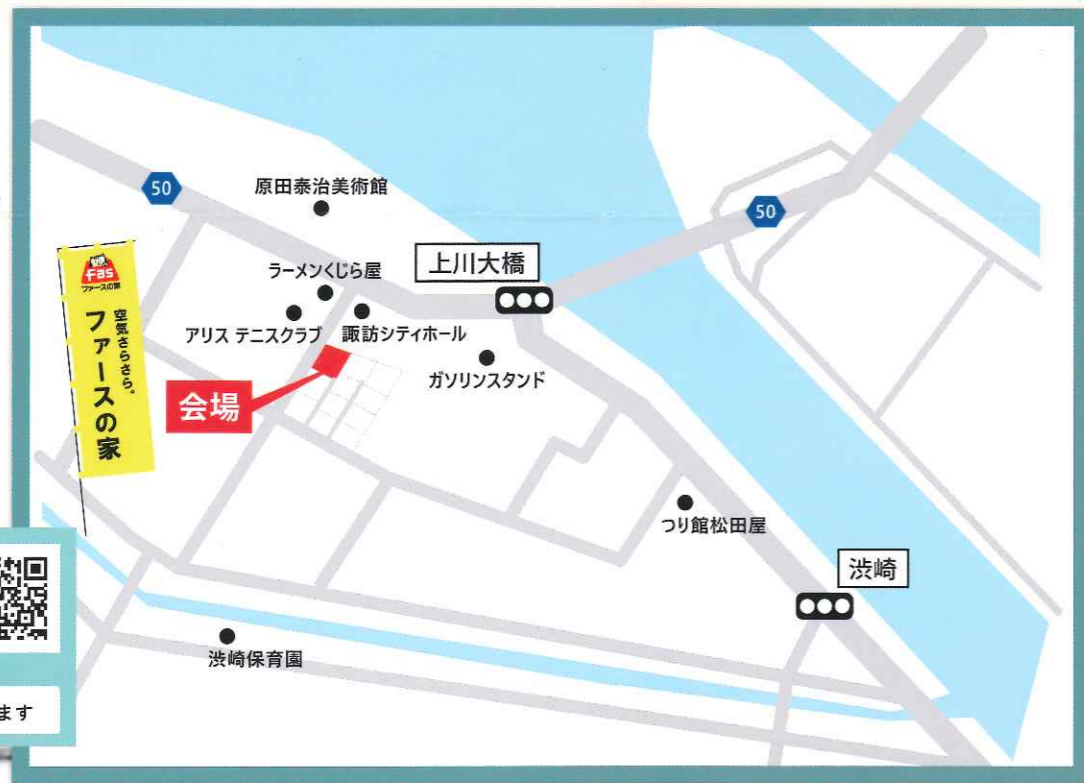 50
原田泰治美術館
50
上川大橋
ラーメンくじら屋
アリス テニスクラブ
諏訪シティホール
ガソリンスタンド
会場
Fas
ファースの家
空気さらさら。
ファースの家
つり館松田屋
渋崎
渋崎保育園
ます